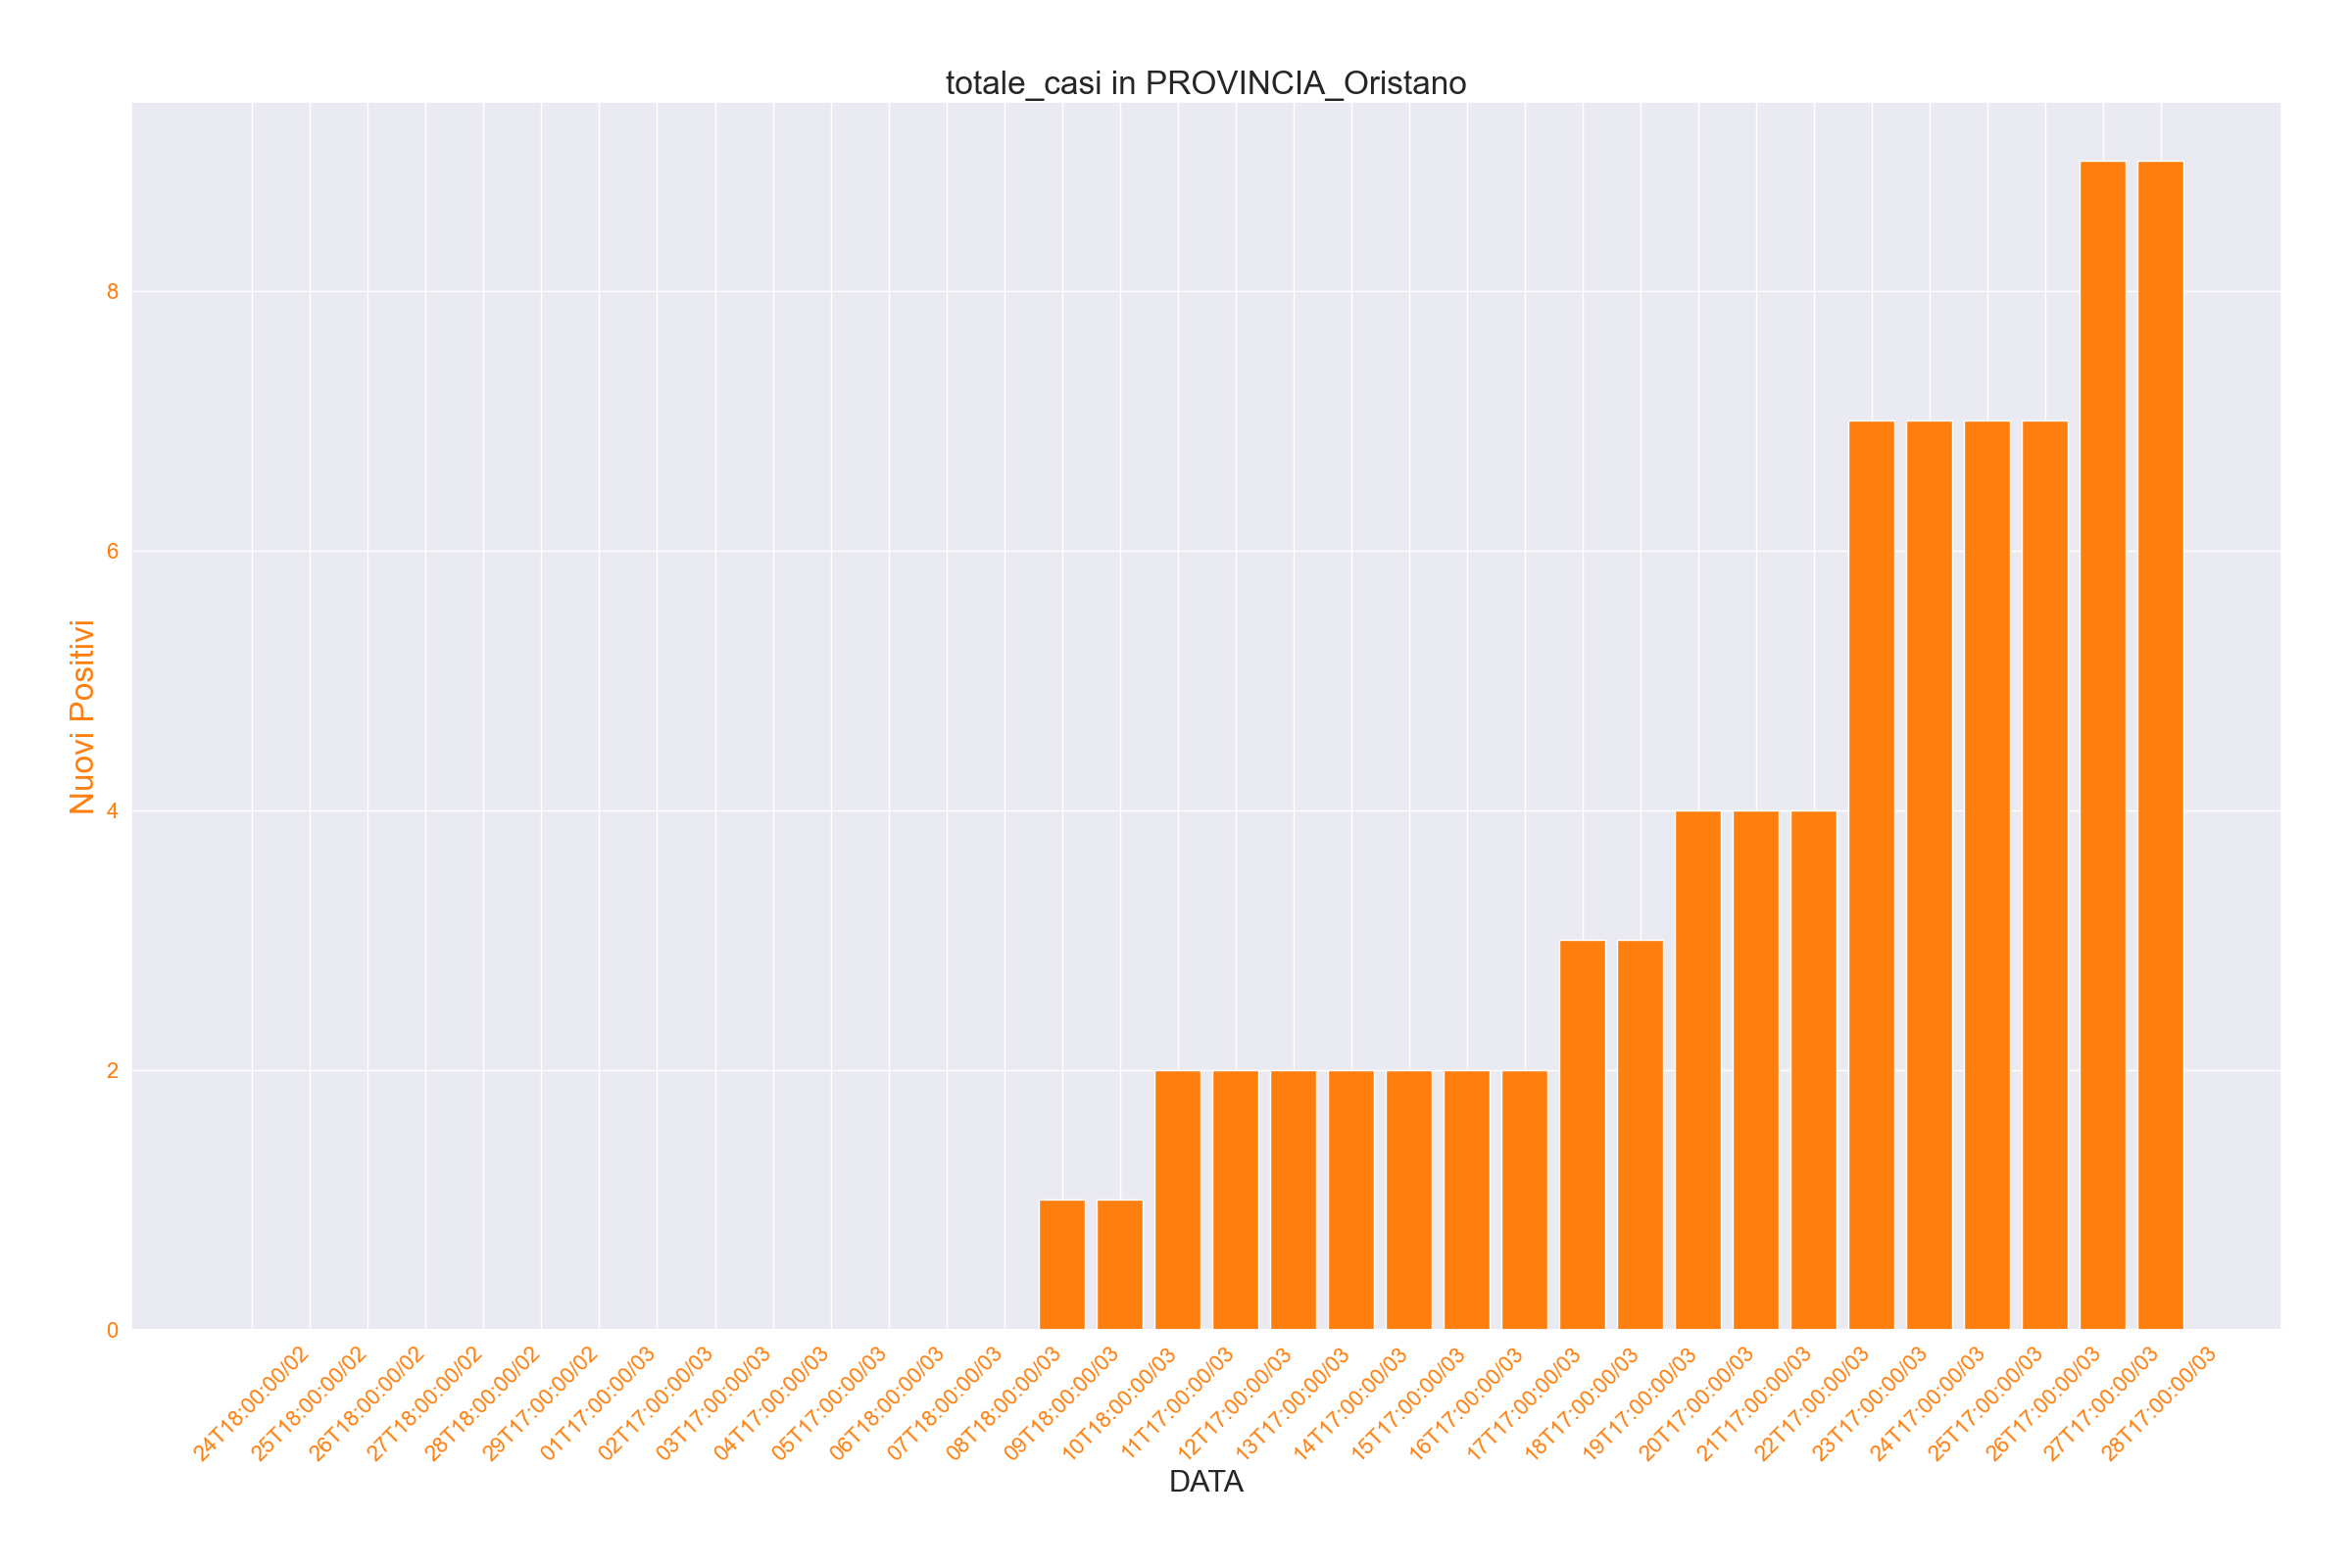 totale_casi in PROVINCIA_Oristano
8
6
4
2
0
Nuovi Positivi
24T18:00:00/02
25T18:00:00/02
26T18:00:00/02
27T18:00:00/02
28T18:00:00/02
29T17:00:00/02
01T17:00:00/03
02T17:00:00/03
03T17:00:00/03
04T17:00:00/03
05T17:00:00/03
06T18:00:00/03
07T18:00:00/03
08T18:00:00/03
09T18:00:00/03
10T18:00:00/03
11T17:00:00/03
12T17:00:00/03
13T17:00:00/03
14T17:00:00/03
15T17:00:00/03
16T17:00:00/03
17T17:00:00/03
18T17:00:00/03
19T17:00:00/03
20T17:00:00/03
21T17:00:00/03
22T17:00:00/03
23T17:00:00/03
24T17:00:00/03
25T17:00:00/03
26T17:00:00/03
27T17:00:00/03
28T17:00:00/03
DATA